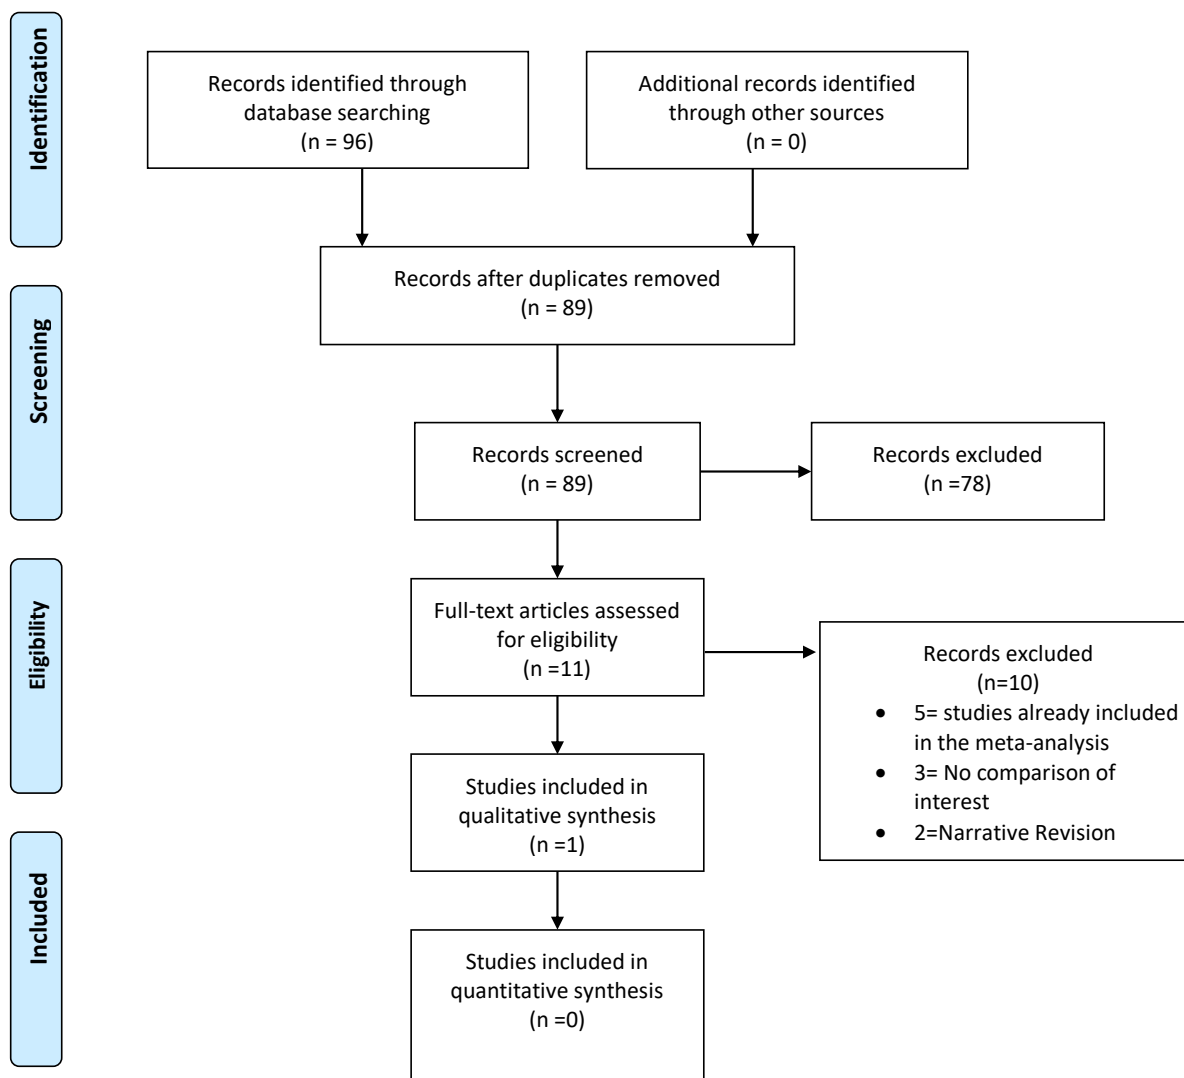 Identification
Records identified through
database searching
(n = 96)
Additional records identified
through other sources
(n = 0)
Records after duplicates removed
(n = 89)
Screening
Records screened
(n = 89)
Records excluded
(n =78)
Eligibility
Full-text articles assessed
for eligibility
(n =11)
Records excluded
(n=10)
• 5= studies already included
in the meta-analysis
• 3= No comparison of
interest
• 2=Narrative Revision
Studies included in
qualitative synthesis
(n =1)
Included
Studies included in
quantitative synthesis
(n =0)